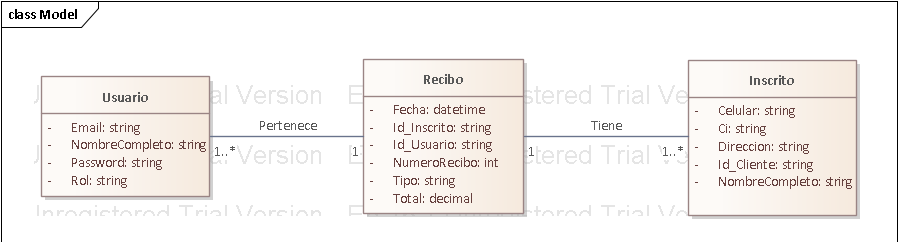 class Model
Usuario
- Email: string
- NombreCompleto: string
- Password: string
- Rol: string
Pertenece
1..*
1
Recibo
- Fecha: datetime
- Id_Inscrito: string
- Id_Usuario: string
- NumeroRecibo: int
- Tipo: string
- Total: decimal
Tiene
1
1..*
Inscrito
- Celular: string
- Ci: string
- Direccion: string
- Id_Cliente: string
- NombreCompleto: string